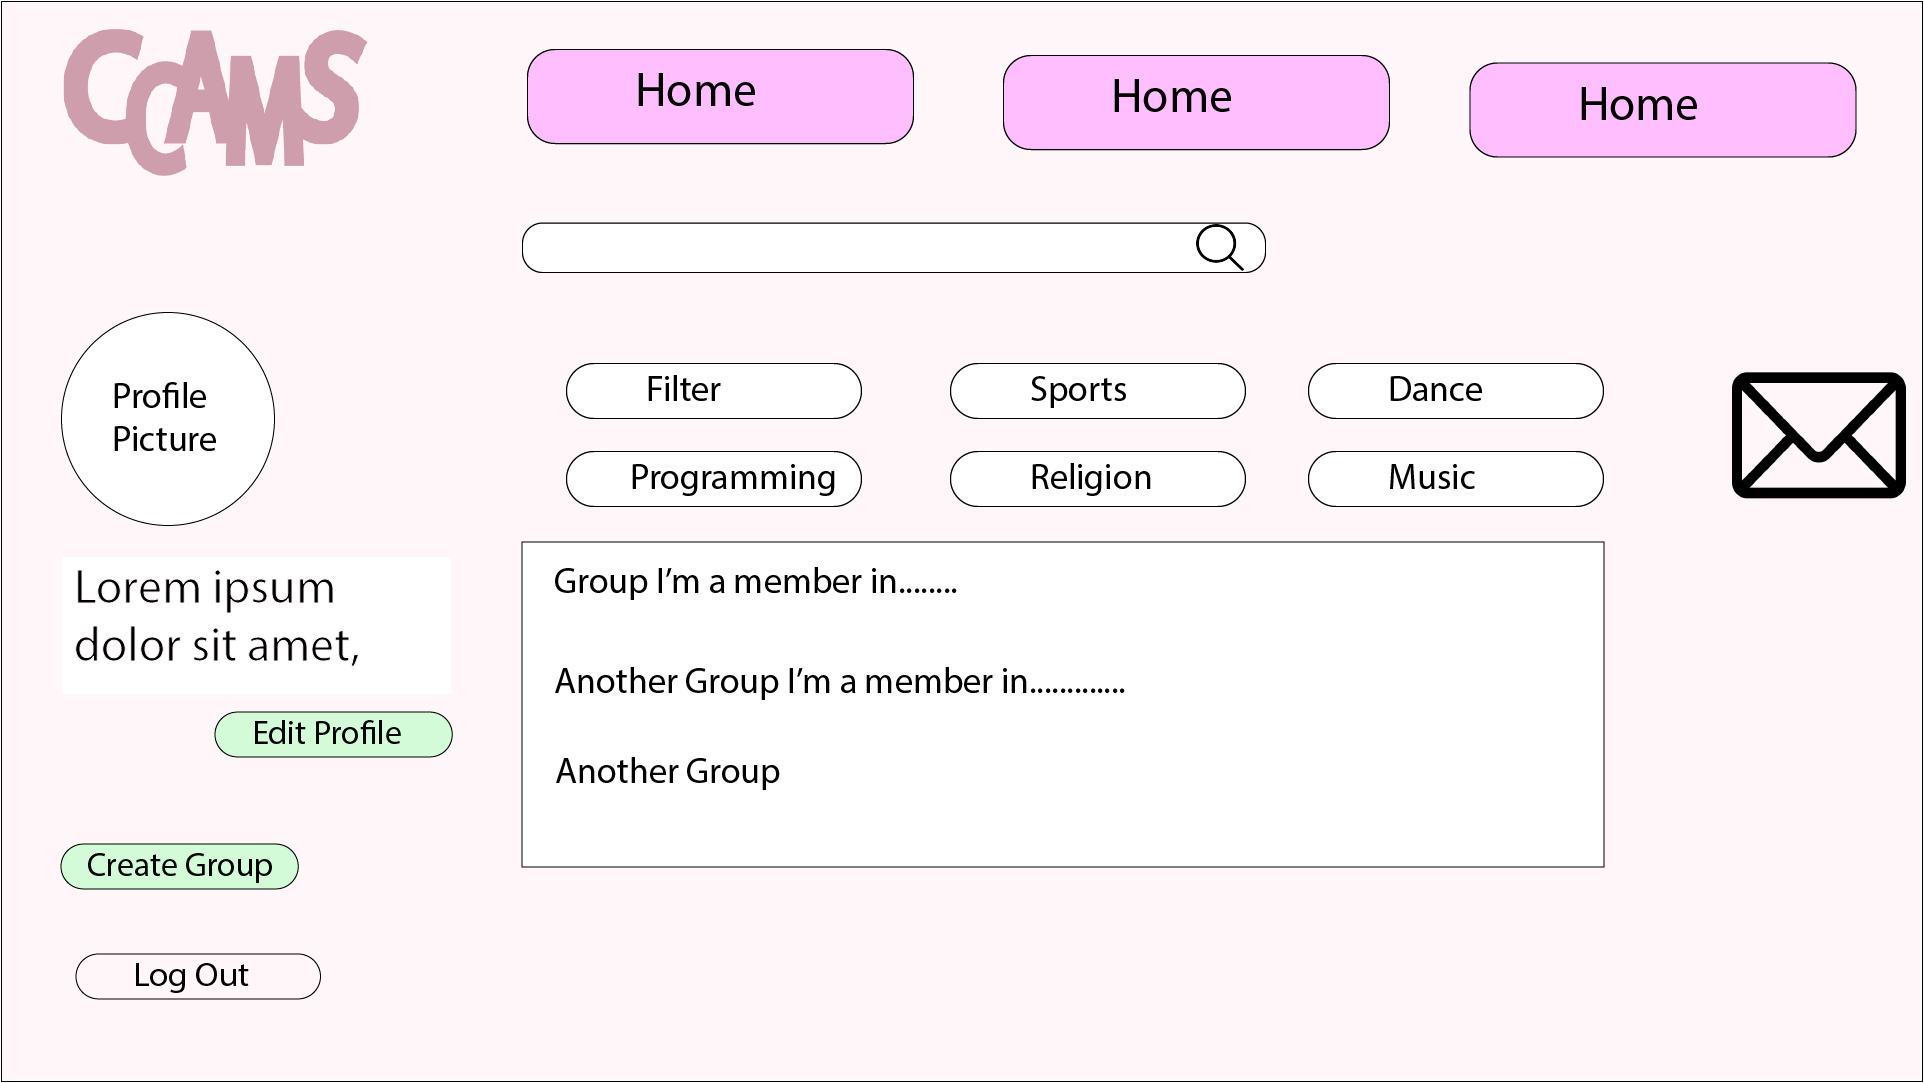 CCAMS
Home
Home
Home
Profile
Picture
Filter
Sports
Dance
Programming
Religion
Music
Lorem ipsum
dolor sit amet,
Edit Profile
Create Group
Log Out
Group I’m a member in........
Another Group I’m a member in.............
Another Group